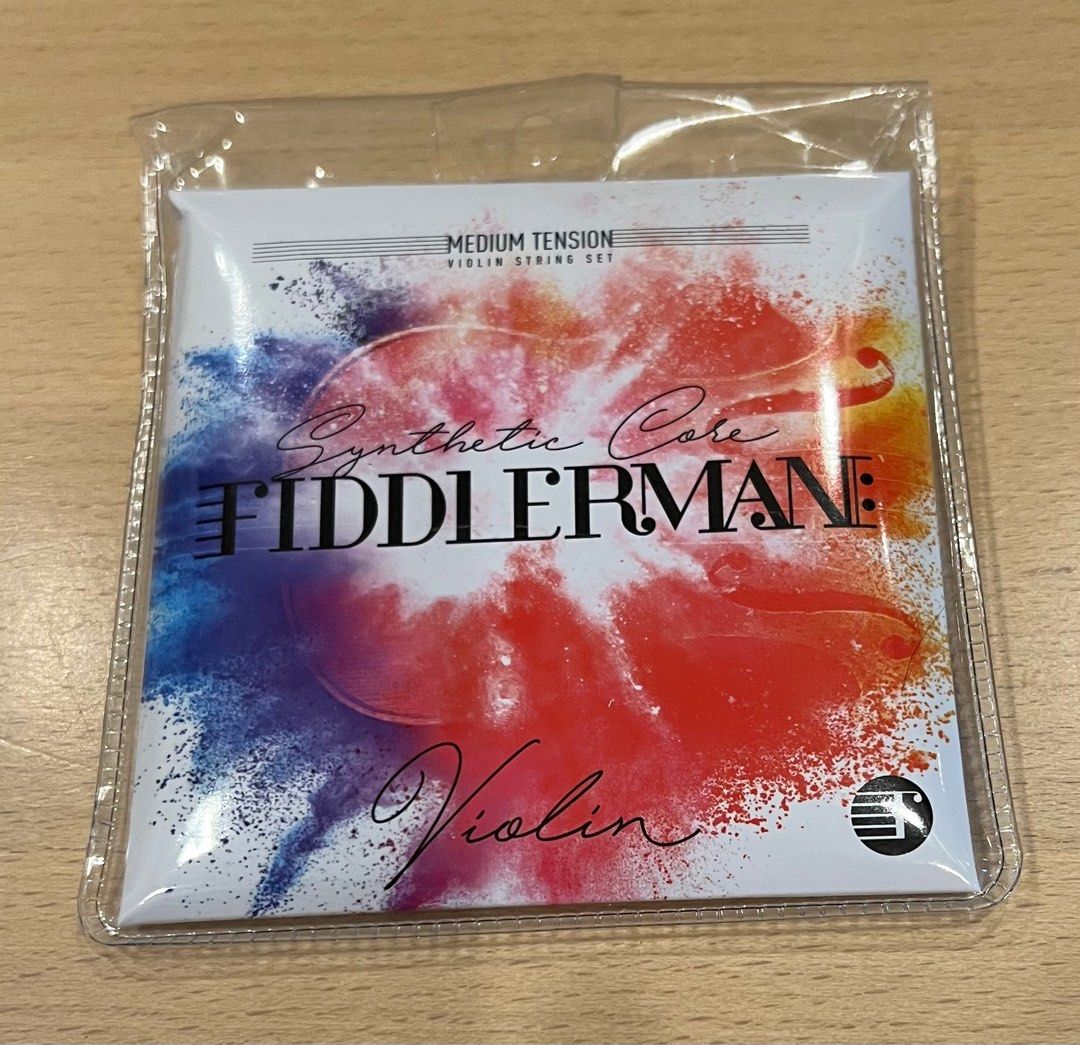 MEDIUM TENSION
VIOLIN STRING SET
Synthetic Core
FIDDLERMAN
Violin